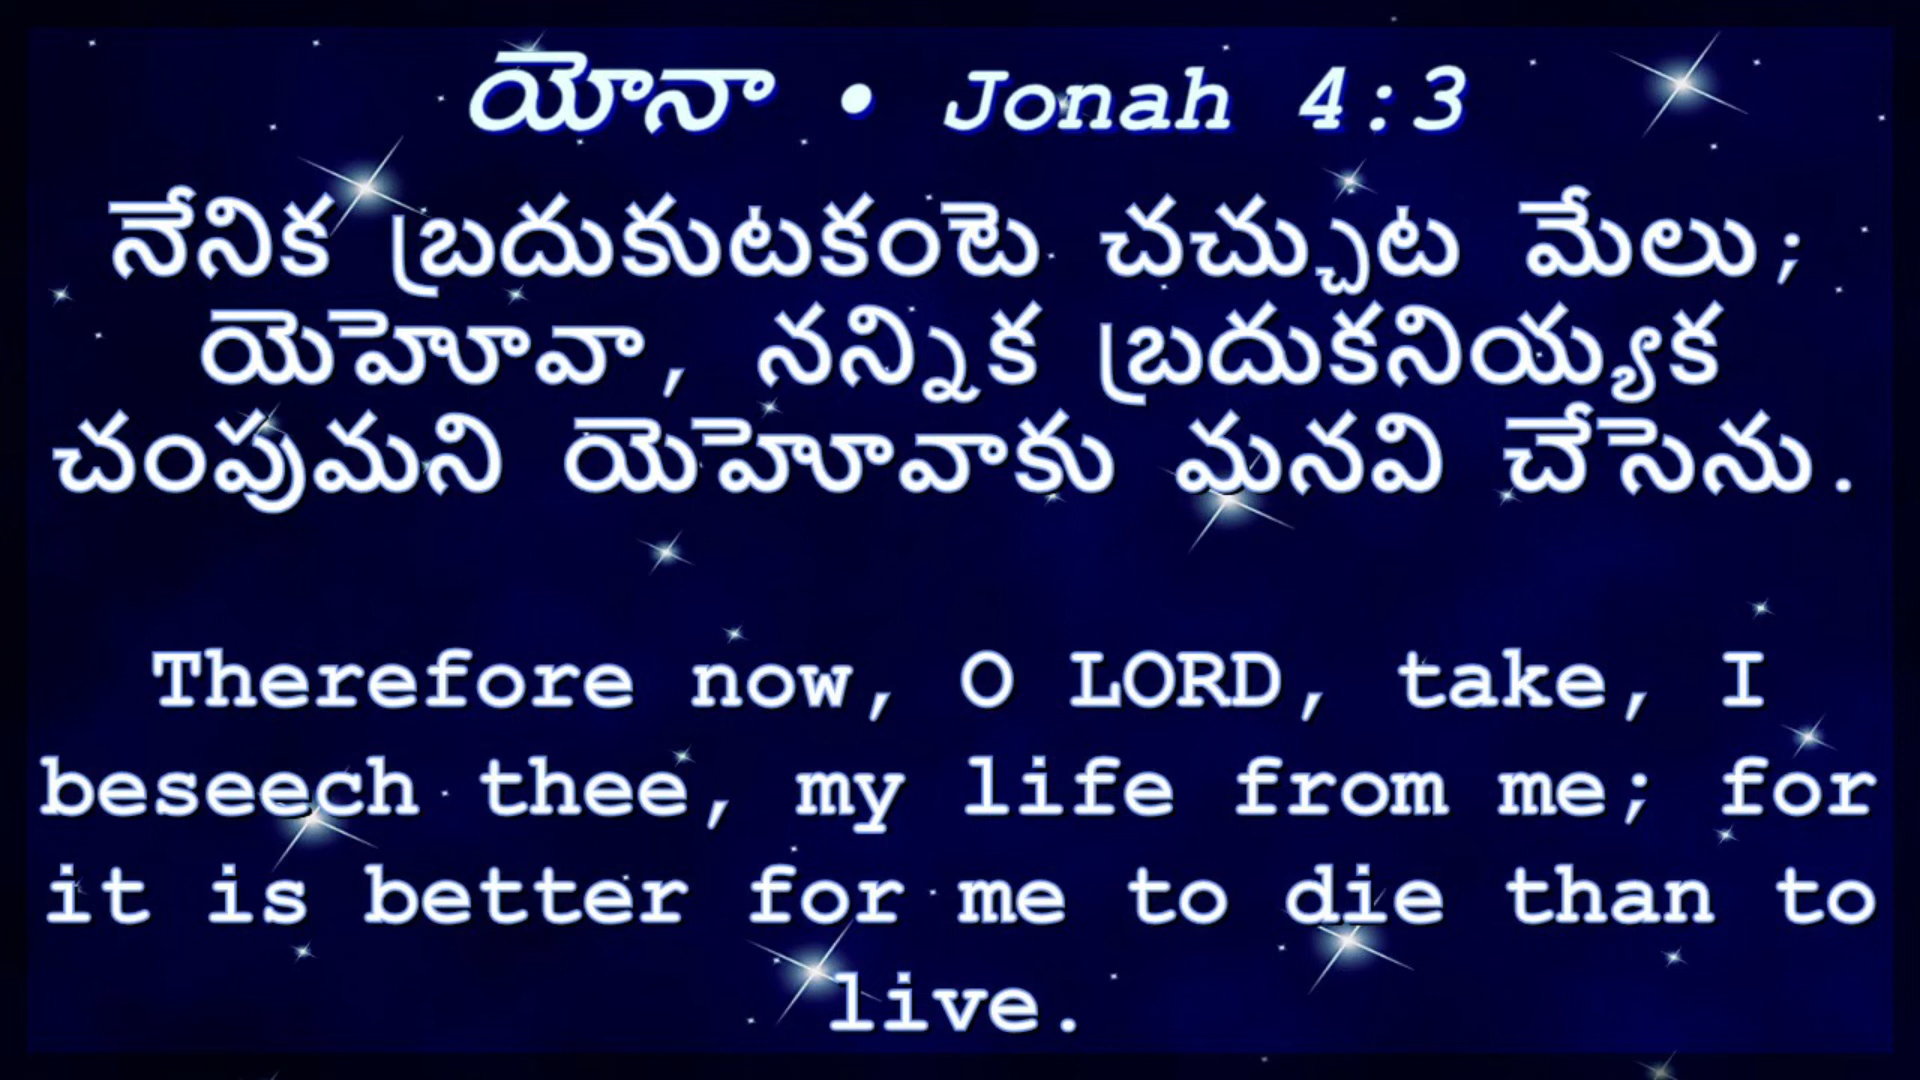 యోనా • Jonah 4:3
నేనిక బ్రదుకుటకంటె చచ్చుట మేలు;
యెహోవా, నన్నిక బ్రదుకనియ్యక
చంపుమని యెహోవాకు మనవి చేసెను.
Therefore now, O LORD, take, I
beseech thee, my life from me; for
it is better for me to die than to
live.